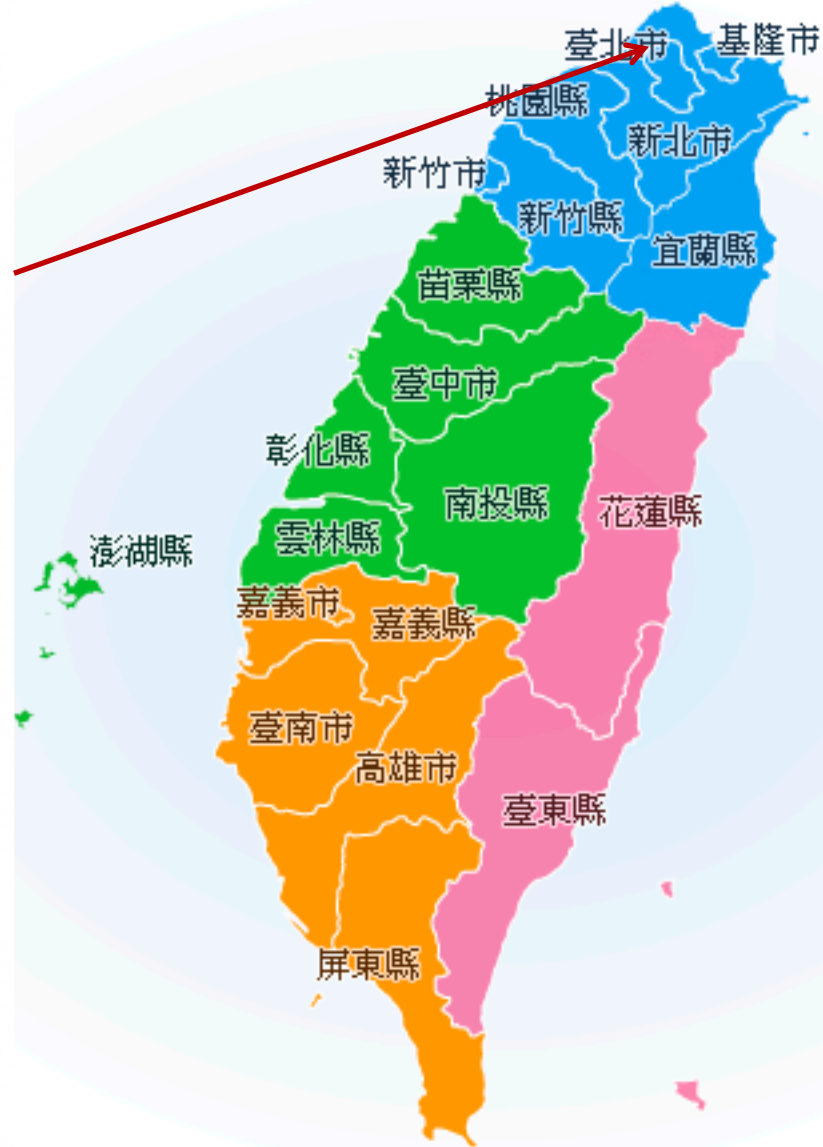 臺北市
基隆市
桃園縣
新北市
新竹市
新竹縣
宜蘭縣
苗栗縣
臺中市
彰化縣
南投縣
花蓮縣
雲林縣
澎湖縣
嘉義市
嘉義縣
臺南市
高雄市
臺東縣
屏東縣